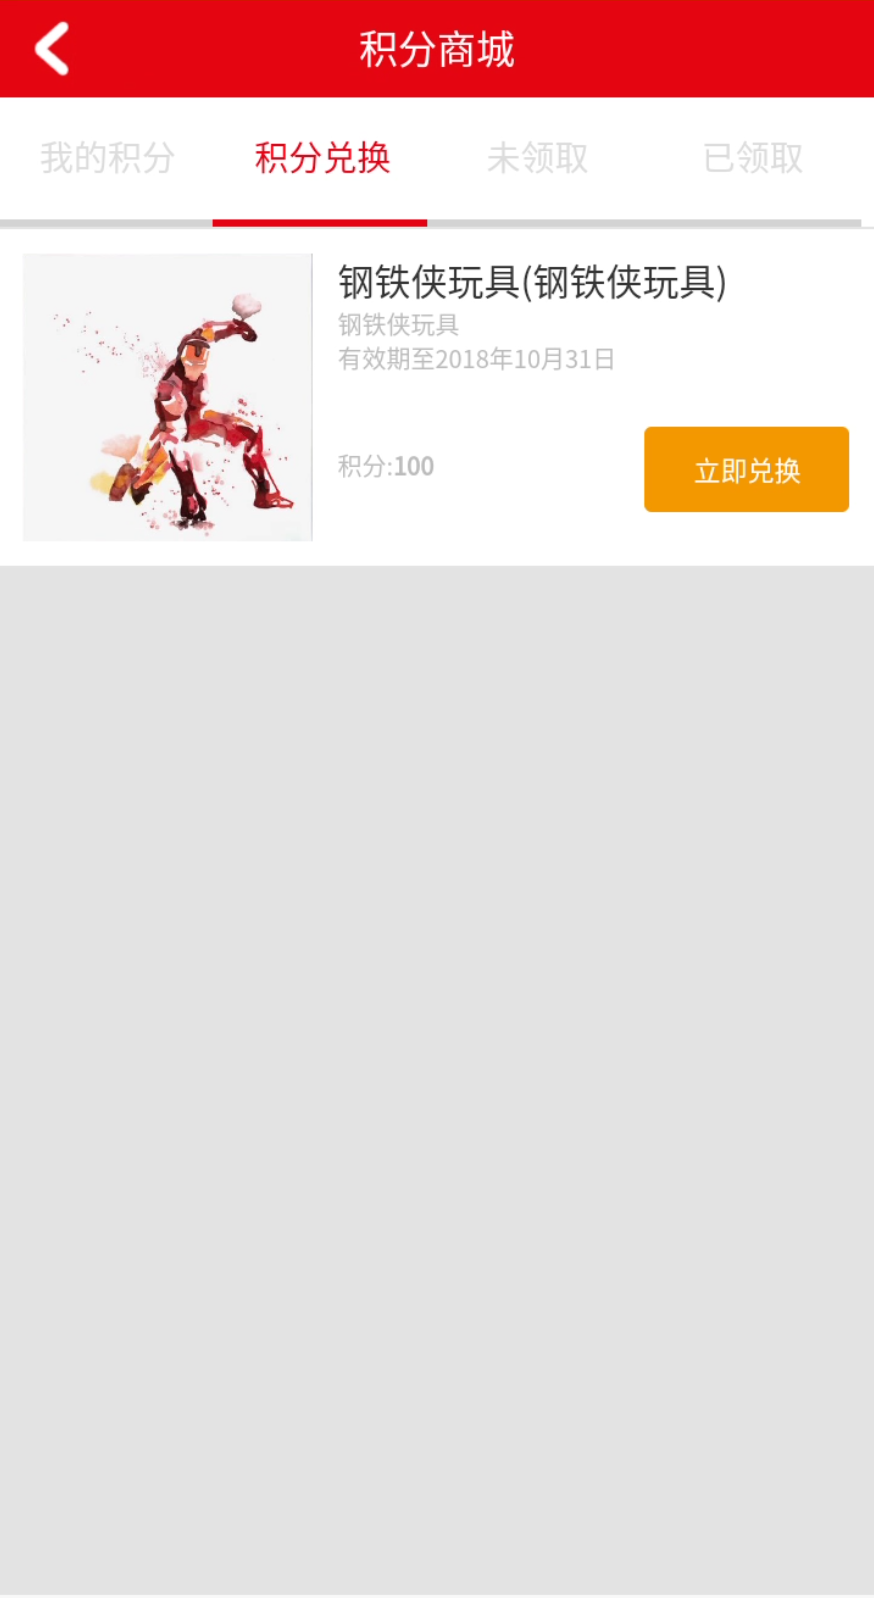 积分商城
我的积分 积分兑换 未领取 已领取
钢铁侠玩具(钢铁侠玩具)
钢铁侠玩具
有效期至2018年10月31日
积分:100
立即兑换